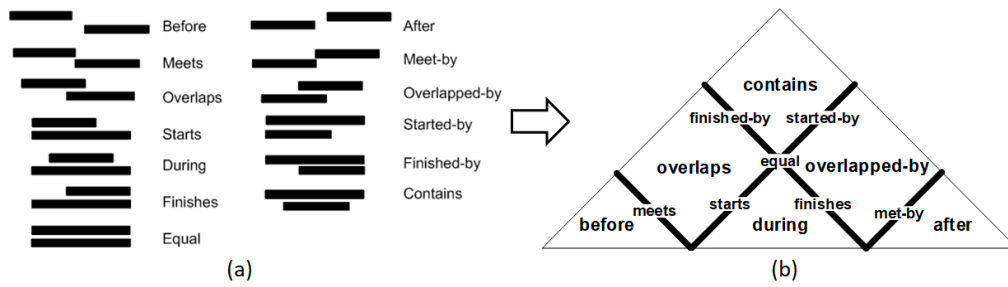 Before
Meets
Overlaps
Starts
During
Finishes
Equal
After
Meet-by
Overlapped-by
Started-by
Finished-by
Contains
(a)
contains
finished-by started-by
overlaps equal overlapped-by
before meets starts during finishes met-by after
(b)